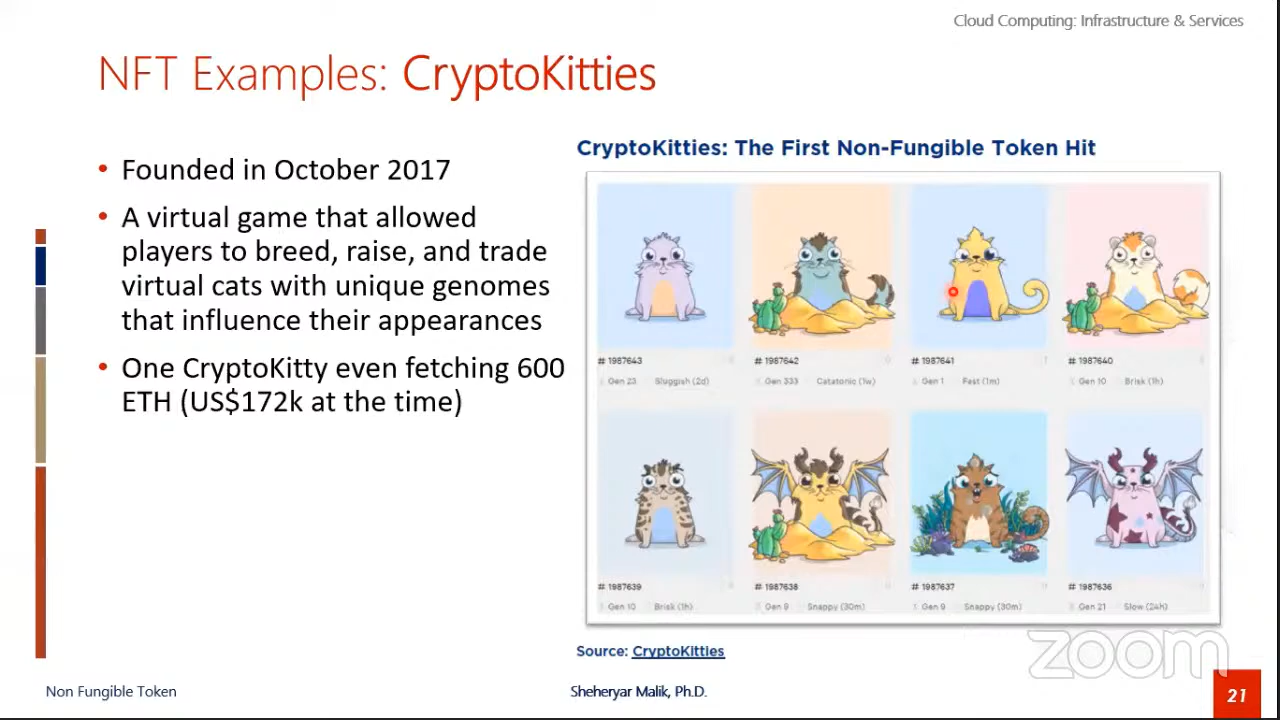 Cloud Computing: Infrastructure & Services
NFT Examples: CryptoKitties
• Founded in October 2017
• A virtual game that allowed
players to breed, raise, and trade
virtual cats with unique genomes
that influence their appearances
• One CryptoKitty even fetching 600
ETH (US$172k at the time)
CryptoKitties: The First Non-Fungible Token Hit
# 1987643
# 1987642
# 1987641
# 1987640
Gen 23 Sluggish (2d)
Gen 333 Catatonic (1w)
Gen 1 Fast (1m)
Gen 10 Brisk (1h)
# 1987639
# 1987638
# 1987637
# 1987636
Gen 10 Brisk (1h)
Gen 9 Snappy (30m)
Gen 9 Snappy (30m)
Gen 21 Slow (24h)
Source: CryptoKitties
zoom
Non Fungible Token
Sheheryar Malik, Ph.D.
21